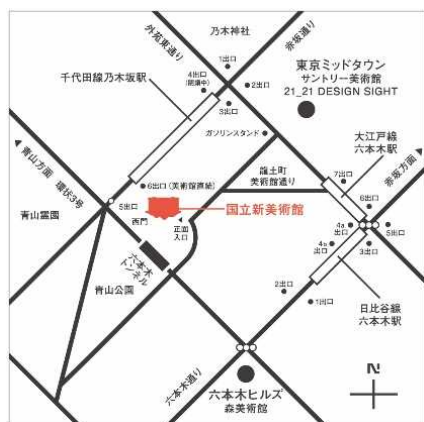 外苑東通り
乃木神社
赤坂通り
千代田線乃木坂駅
4出口
(閉鎖中)
1出口
2出口
3出口
東京ミッドタウン
サントリー美術館
21_21 DESIGN SIGHT
ガソリンスタンド
大江戸線
六本木駅
青山方面
環状3号
6出口(美術館直結)
龍土町
美術館通り
7出口
赤坂方面
青山霊園
5出口
西門
正面
入口
国立新美術館
6出口
4a
出口
5出口
3出口
4b
出口
六本木
トンネル
青山公園
2出口
1出口
日比谷線
六本木駅
六本木通り
六本木ヒルズ
森美術館
N